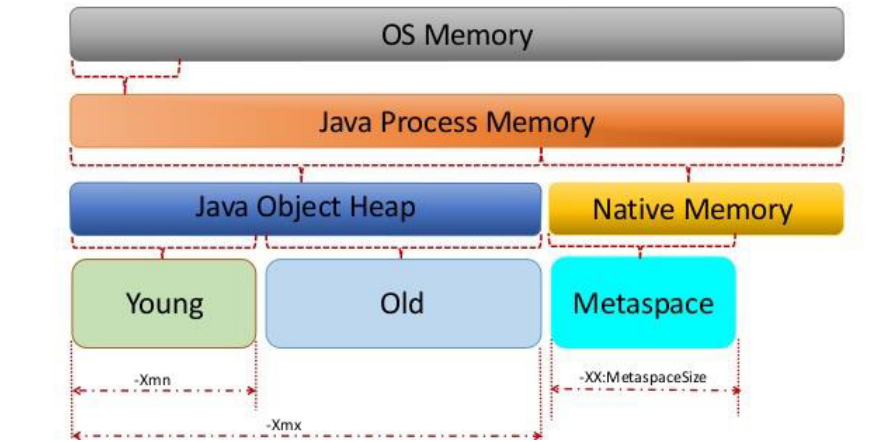 OS Memory
Java Process Memory
Java Object Heap
Native Memory
Young
Old
Metaspace
-Xmn
-XX:MetaspaceSize
-Xmx